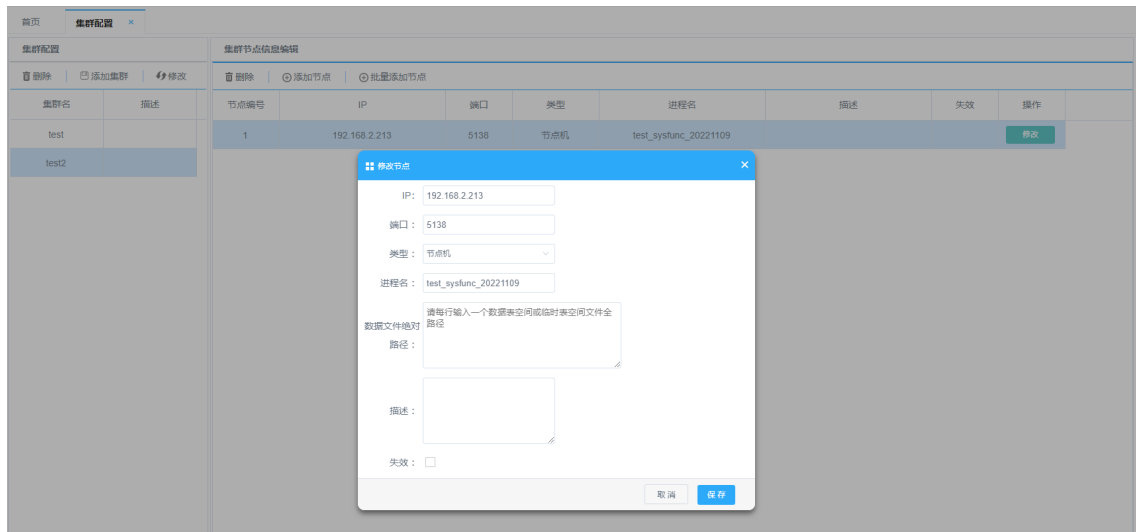 首页 集群配置 ×
集群配置
删除 添加集群 修改
集群名 描述
test
test2
集群节点信息编辑
删除 添加节点 批量添加节点
节点编号 IP 端口 类型 进程名 描述 失效 操作
1 192.168.2.213 5138 节点机 test_sysfunc_20221109 修改
修改节点 ×
IP: 192.168.2.213
端口： 5138
类型： 节点机
进程名： test_sysfunc_20221109
数据文件绝对
路径：
请每行输入一个数据表空间或临时表空间文件全
路径
描述：
失效：
取消 保存